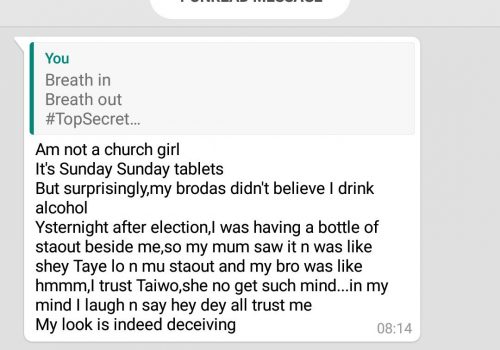 1 UNREAD MESSAGE
You
Breath in
Breath out
#TopSecret...
Am not a church girl
It's Sunday Sunday tablets
But surprisingly,my brodas didn't believe I drink
alcohol
Ysternight after election,I was having a bottle of
staout beside me,so my mum saw it n was like
shey Taye lo n mu staout and my bro was like
hmmm,I trust Taiwo,she no get such mind...in my
mind I laugh n say hey dey all trust me
My look is indeed deceiving
08:14